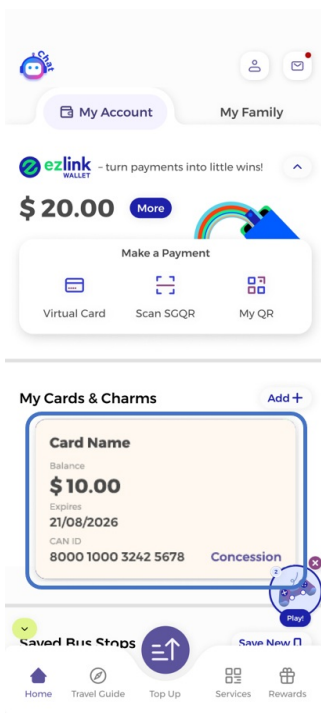 Chat
My Account
My Family
ezlink WALLET - turn payments into little wins!
$ 20.00 More
Make a Payment
Virtual Card Scan SGQR My QR
My Cards & Charms Add +
Card Name
Balance
$ 10.00
Expires
21/08/2026
CAN ID
8000 1000 3242 5678 Concession
2
Play!
Saved Bus Stops Save New
Home Travel Guide Top Up Services Rewards